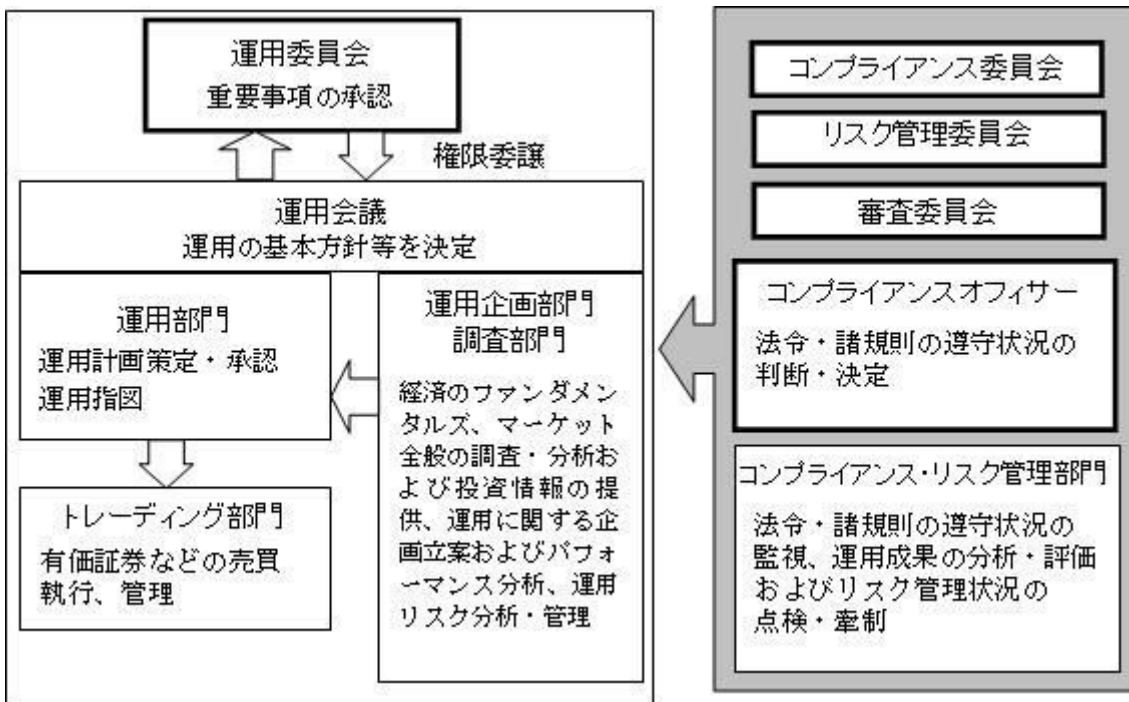 運用委員会
重要事項の承認
権限委譲
運用会議
運用の基本方針等を決定
運用部門
運用計画策定・承認
運用指図
トレーディング部門
有価証券などの売買
執行、管理
運用企画部門
調査部門
経済のファンダメン
タルズ、マーケット
全般の調査・分析お
よび投資情報の提
供、運用に関する企
画立案およびパフォ
ーマンス分析、運用
リスク分析・管理
コンプライアンス委員会
リスク管理委員会
審査委員会
コンプライアンスオフィサー
法令・諸規則の遵守状況の
判断・決定
コンプライアンス・リスク管理部門
法令・諸規則の遵守状況の
監視、運用成果の分析・評価
およびリスク管理状況の
点検・牽制